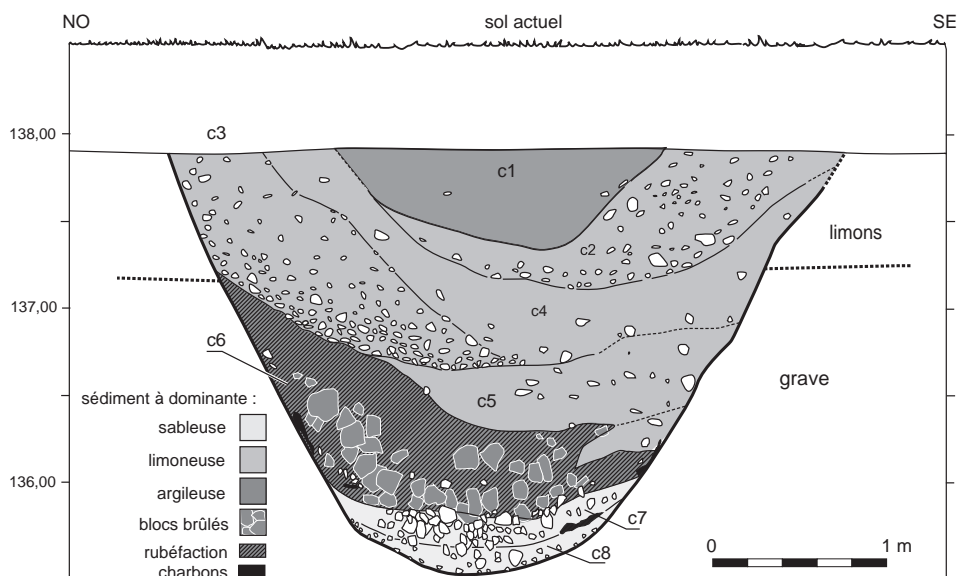 NO
sol actuel
SE
138,00
c3
c1
c2
limons
137,00
c4
c6
grave
c5
sédiment à dominante :
sableuse
limoneuse
argileuse
136,00
blocs brûlés
c7
rubéfaction
c8
0
1 m
charbons